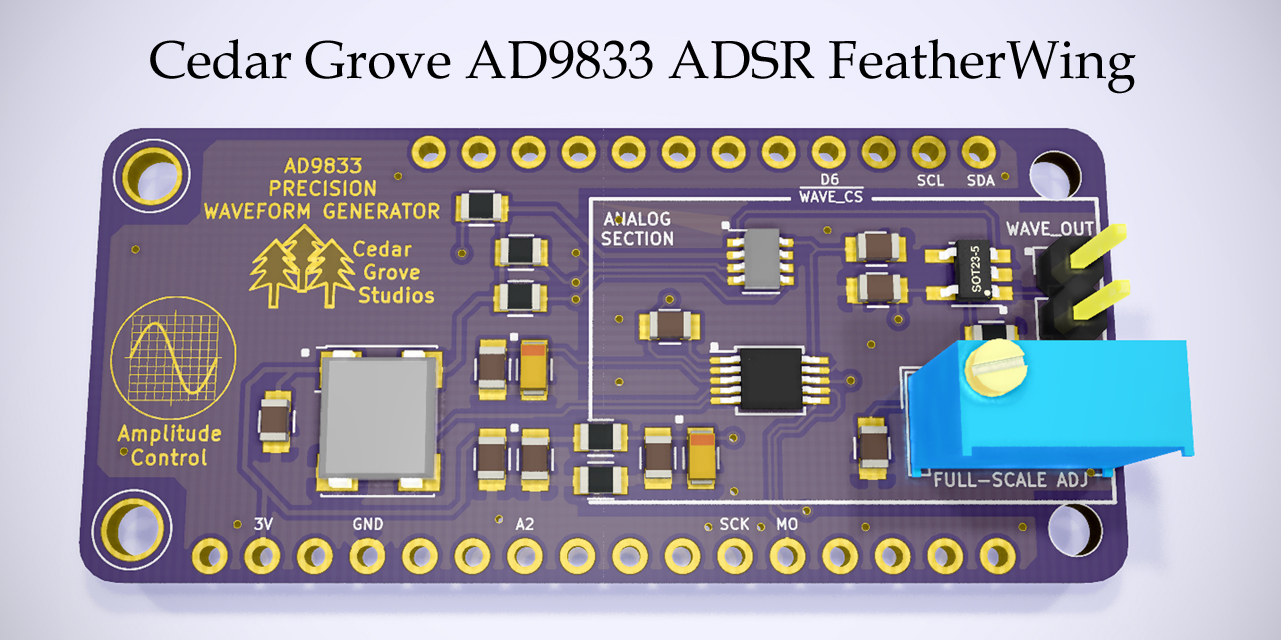 Cedar Grove AD9833 ADSR FeatherWing
AD9833
PRECISION
WAVEFORM GENERATOR
Cedar
Grove
Studios
Amplitude
Control
D6
WAVE_CS
SCL
SDA
ANALOG
SECTION
WAVE_OUT
SOT23-5
FULL-SCALE ADJ
3V
GND
A2
SCK
MO